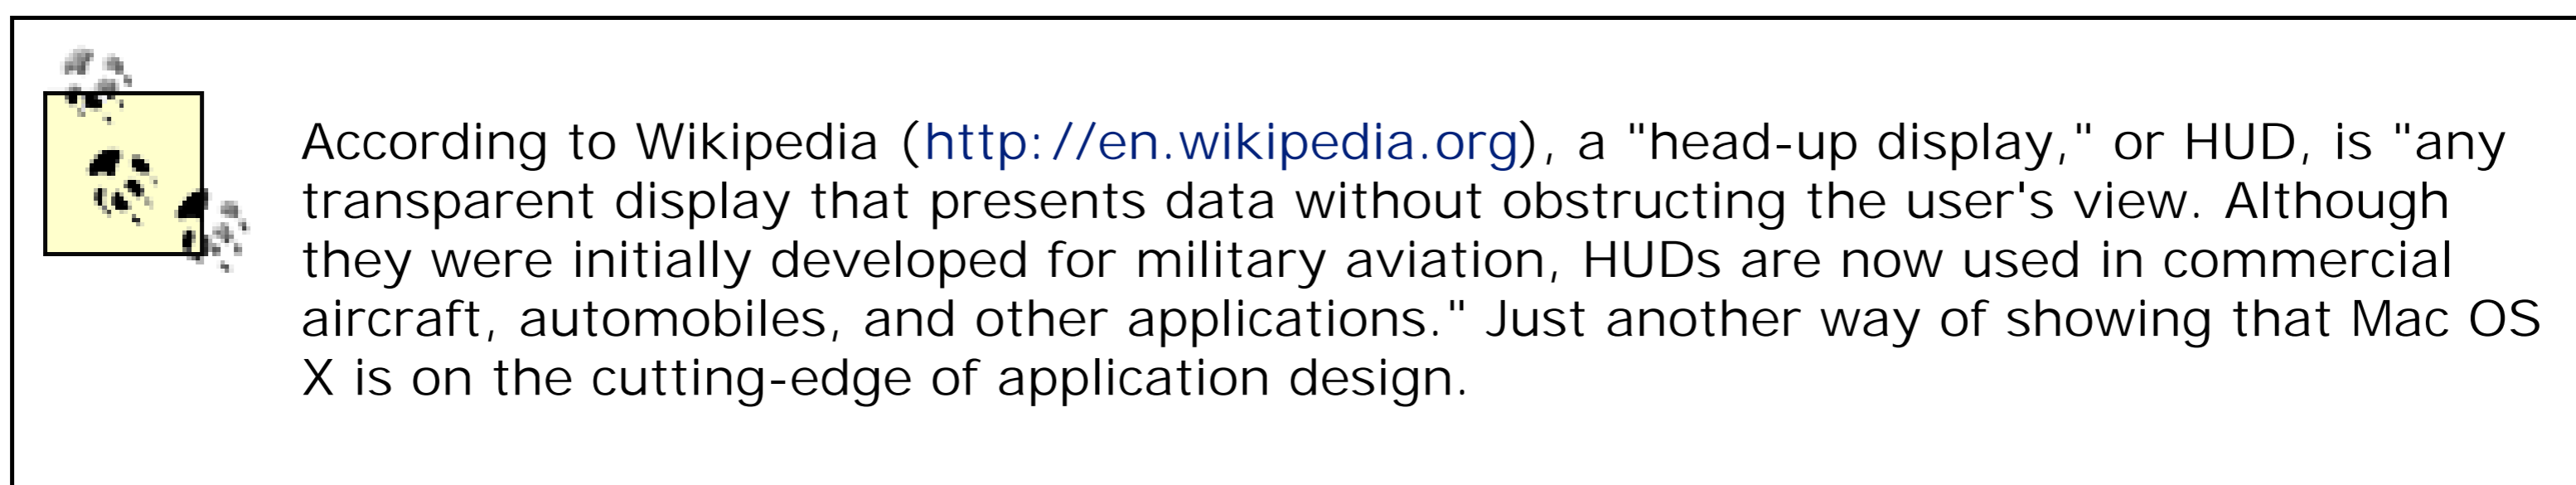 According to Wikipedia (http://en.wikipedia.org), a "head-up display," or HUD, is "any
transparent display that presents data without obstructing the user's view. Although
they were initially developed for military aviation, HUDs are now used in commercial
aircraft, automobiles, and other applications." Just another way of showing that Mac OS
X is on the cutting-edge of application design.